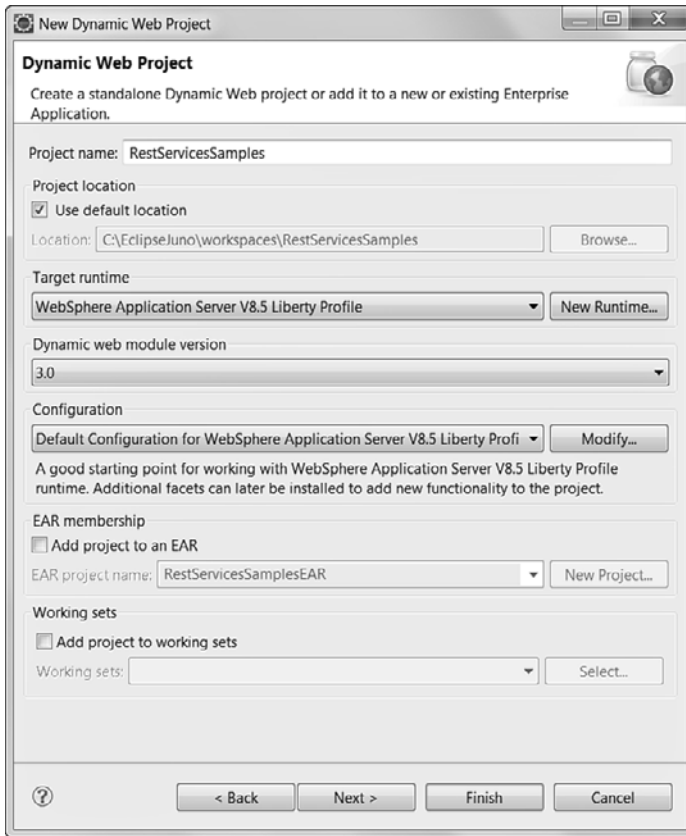 New Dynamic Web Project
Dynamic Web Project
Create a standalone Dynamic Web project or add it to a new or existing Enterprise
Application.
Project name: RestServicesSamples
Project location
Use default location
Location: C:\EclipseJuno\workspaces\RestServicesSamples Browse...
Target runtime
WebSphere Application Server V8.5 Liberty Profile New Runtime...
Dynamic web module version
3.0
Configuration
Default Configuration for WebSphere Application Server V8.5 Liberty Profi Modify...
A good starting point for working with WebSphere Application Server V8.5 Liberty Profile
runtime. Additional facets can later be installed to add new functionality to the project.
EAR membership
Add project to an EAR
EAR project name: RestServicesSamplesEAR New Project...
Working sets
Add project to working sets
Working sets: Select...
? < Back Next > Finish Cancel